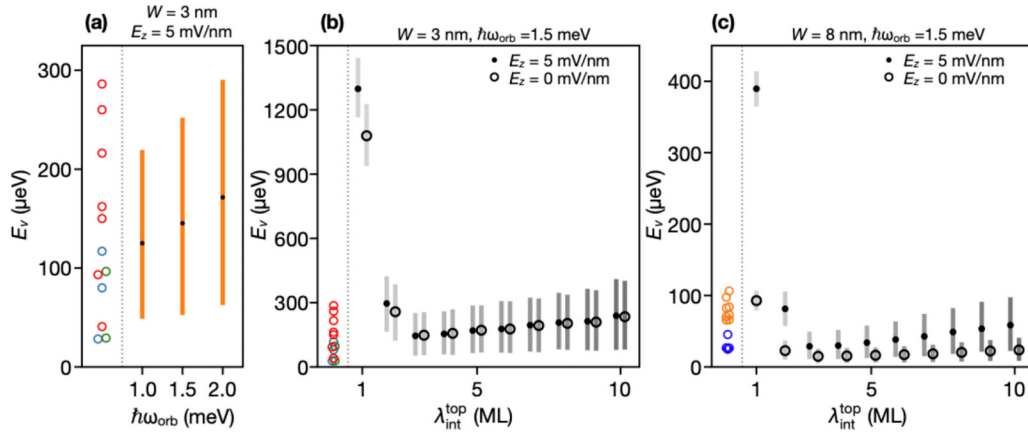 (a) W = 3 nm
E_z = 5 mV/nm
300
200
100
0
E_v (μeV)
1.0 1.5 2.0
ℏω_orb (meV)
(b) W = 3 nm, ℏω_orb =1.5 meV
E_z = 5 mV/nm
E_z = 0 mV/nm
1500
1200
900
600
300
0
E_v (μeV)
1 5 10
λ_int^top (ML)
(c) W = 8 nm, ℏω_orb =1.5 meV
E_z = 5 mV/nm
E_z = 0 mV/nm
400
300
200
100
0
E_v (μeV)
1 5 10
λ_int^top (ML)